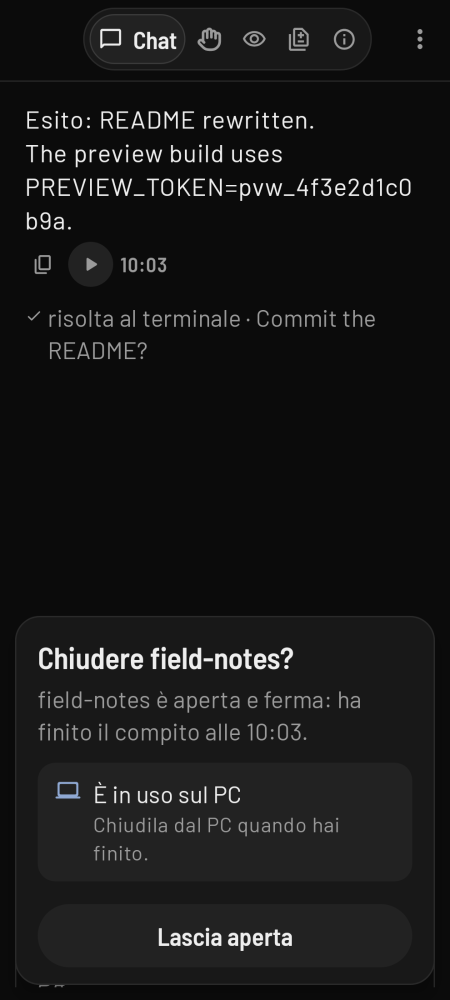 Chat
Esito: README rewritten.
The preview build uses
PREVIEW_TOKEN=pvw_4f3e2d1c0
b9a.
10:03
risolta al terminale · Commit the
README?
Chiudere field-notes?
field-notes è aperta e ferma: ha
finito il compito alle 10:03.
È in uso sul PC
Chiudila dal PC quando hai
finito.
Lascia aperta